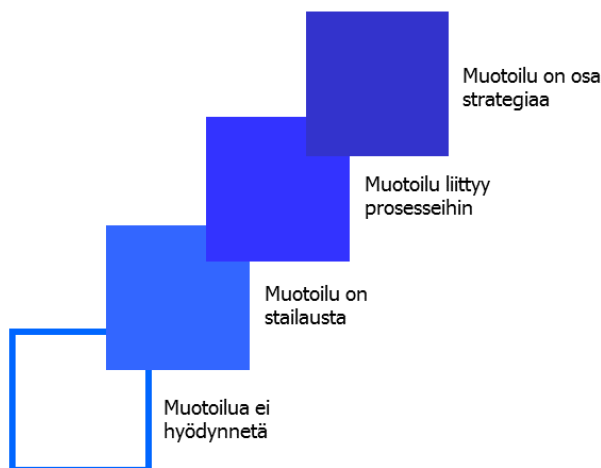 Muotoilu on osa
strategiaa
Muotoilu liittyy
prosesseihin
Muotoilu on
stailausta
Muotoilua ei
hyödynnetä